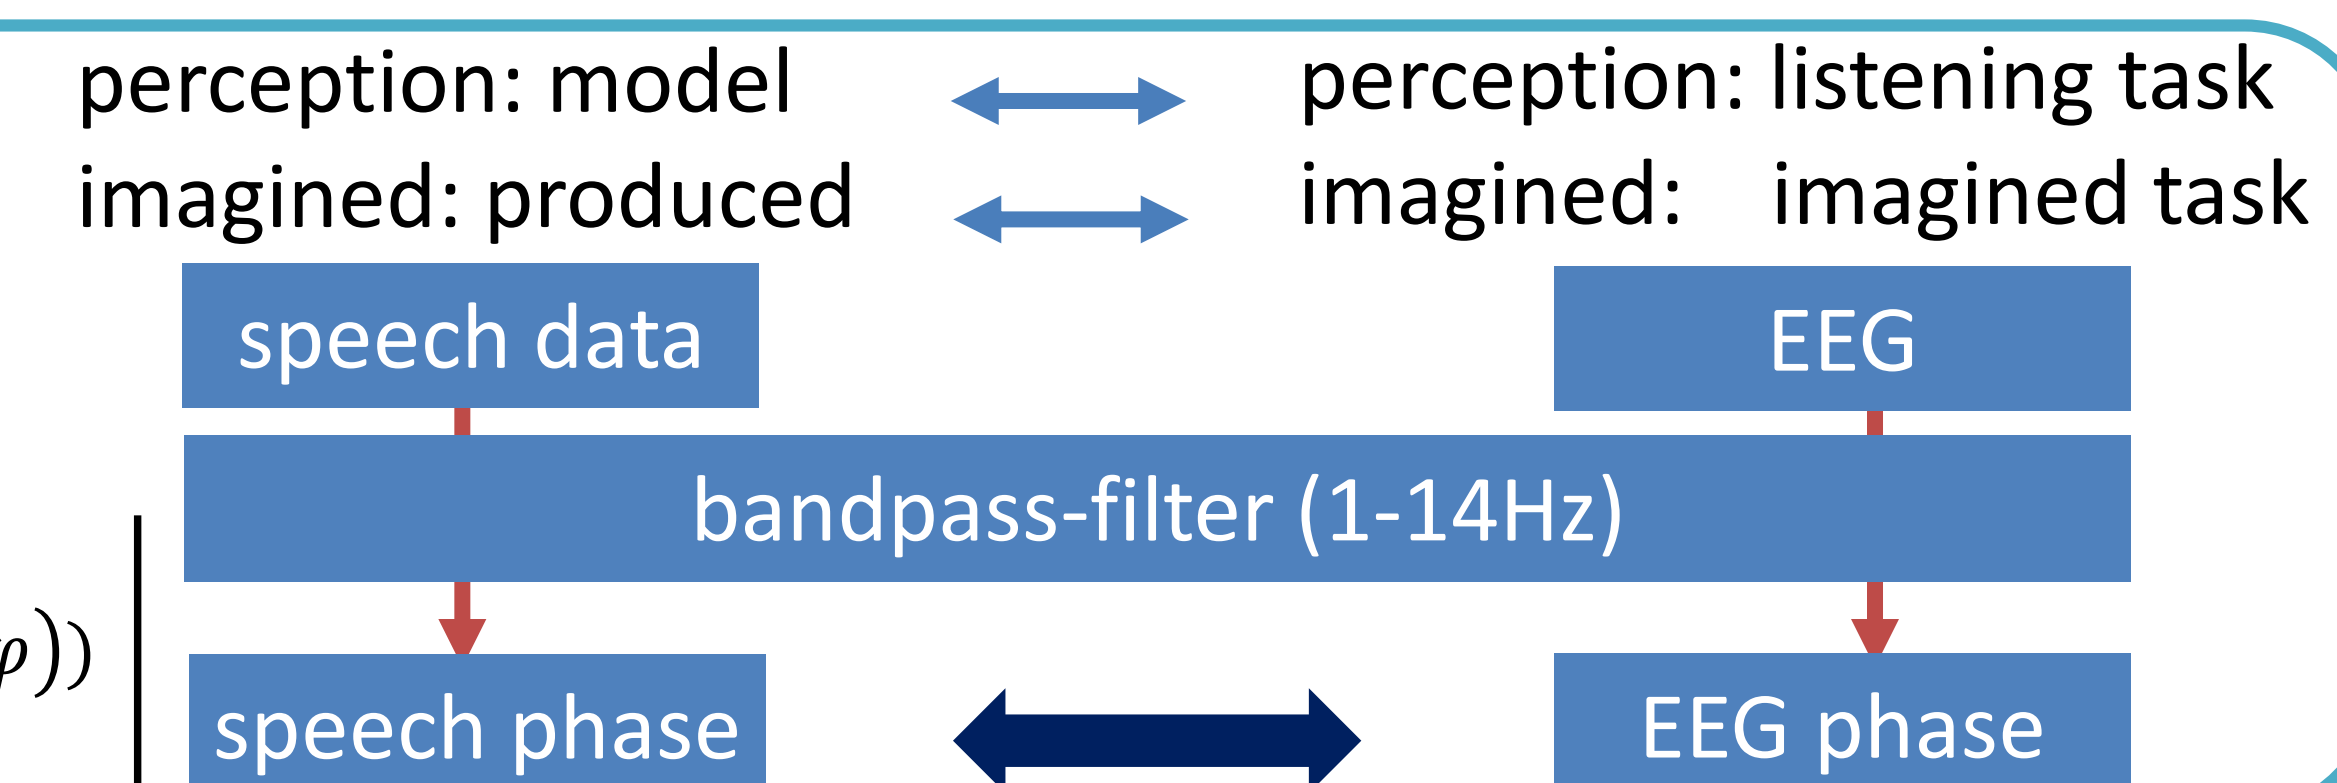 perception: model perception: listening task
imagined: produced imagined: imagined task
speech data EEG
bandpass-filter (1-14Hz)
φ))
speech phase EEG phase